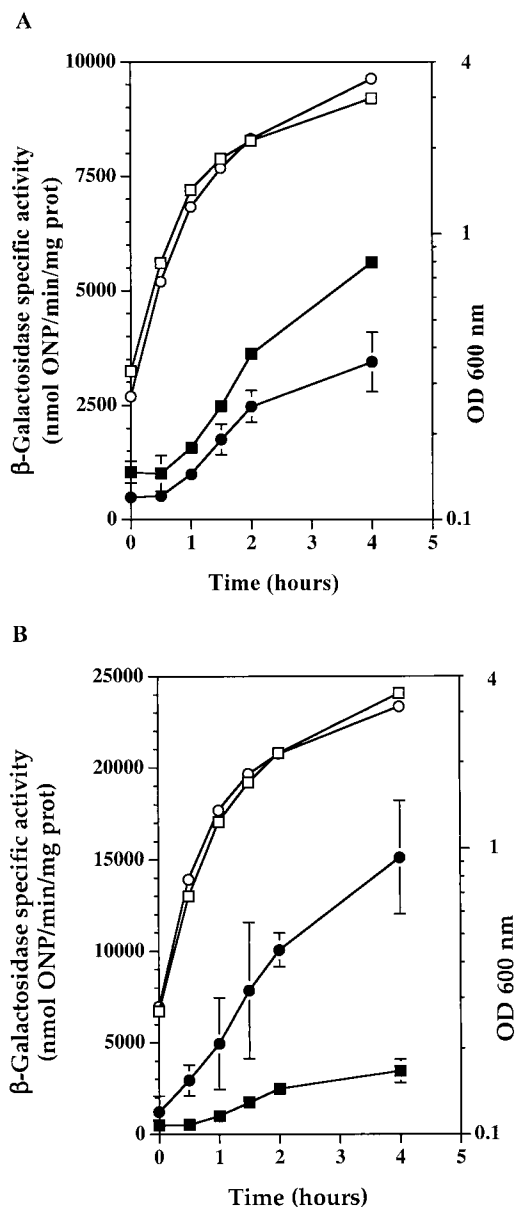 A
10000
7500
5000
2500
0
β-Galactosidase specific activity
(nmol ONP/min/mg prot)
4
1
0.1
OD 600 nm
0 1 2 3 4 5
Time (hours)
B
25000
20000
15000
10000
5000
0
β-Galactosidase specific activity
(nmol ONP/min/mg prot)
4
1
0.1
OD 600 nm
0 1 2 3 4 5
Time (hours)